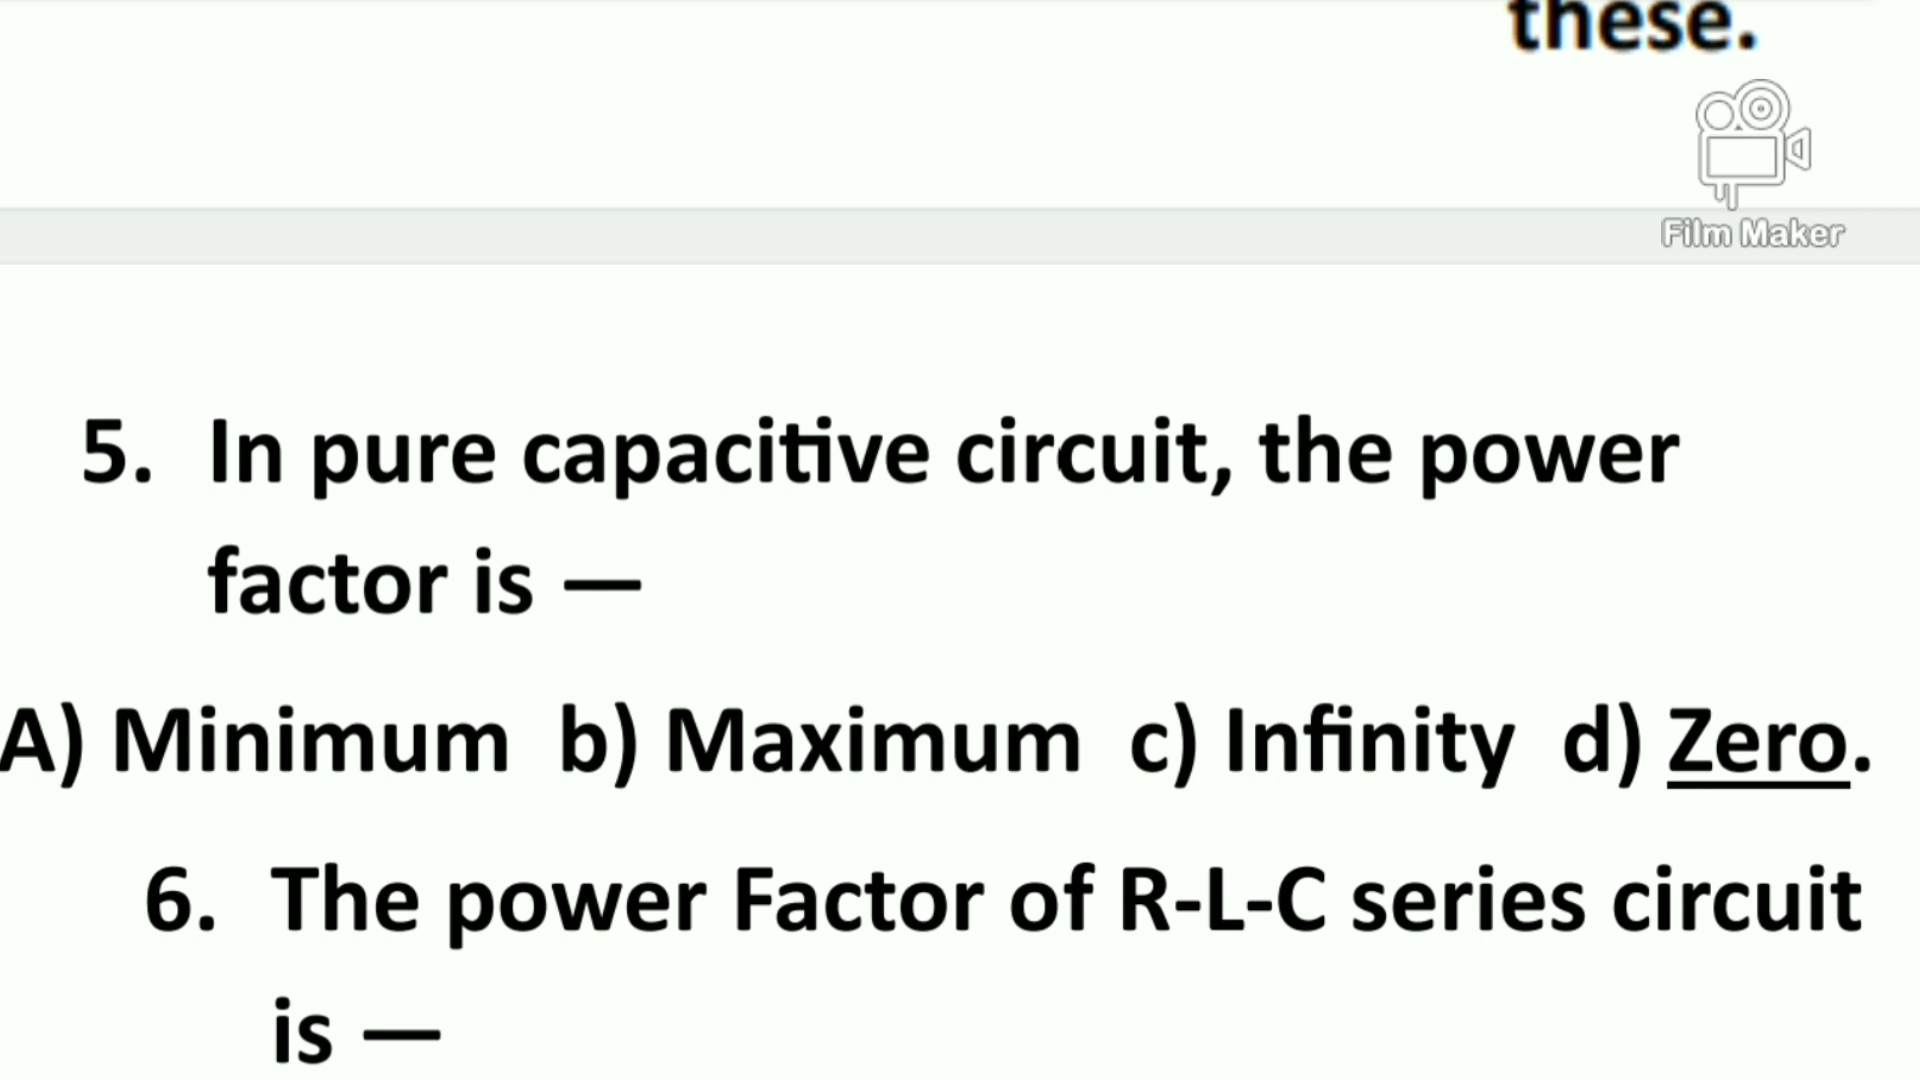 these.
Film Maker
5. In pure capacitive circuit, the power
factor is —
A) Minimum b) Maximum c) Infinity d) Zero.
6. The power Factor of R-L-C series circuit
is —